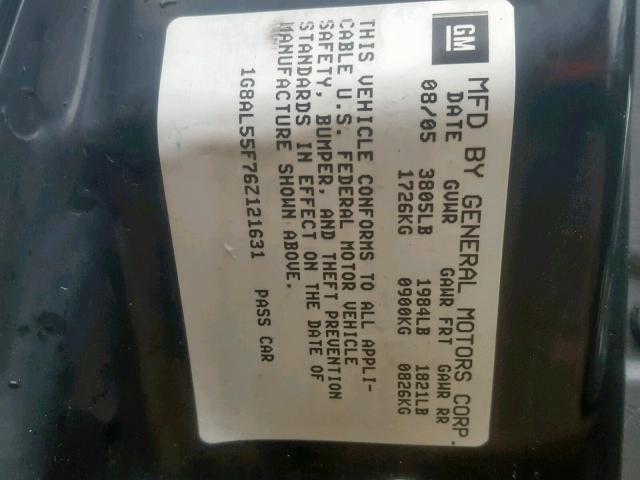 GM
MFD BY GENERAL MOTORS CORP.
DATE GVWR GAWR FRT GAWR RR
08/05 3805LB 1984LB 1821LB
1726KG 0900KG 0826KG
THIS VEHICLE CONFORMS TO ALL APPLI-
CABLE U.S. FEDERAL MOTOR VEHICLE
SAFETY, BUMPER, AND THEFT PREVENTION
STANDARDS IN EFFECT ON THE DATE OF
MANUFACTURE SHOWN ABOVE.
1G8AL55F76Z121631 PASS CAR